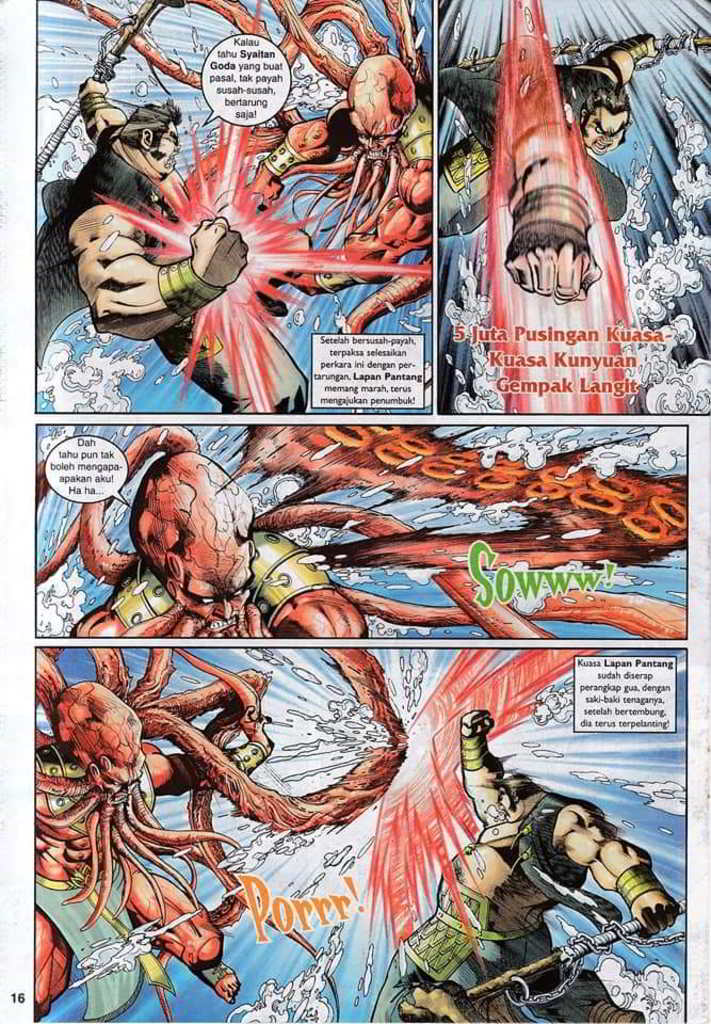 Kalau
tahu Syaitan
Goda yang buat
pasal, tak payah
susah-susah,
bertarung
saja!
Setelah bersusah-payah,
terpaksa selesaikan
perkara ini dengan per-
tarungan, Lapan Pantang
memang marah, terus
mengajukan penumbuk!
5 Juta Pusingan Kuasa-
Kuasa Kunyuan
Gempak Langit
Dah
tahu pun tak
boleh mengapa-
apakan aku!
Ha ha...
Sowww!
Kuasa Lapan Pantang
sudah diserap
perangkap gua, dengan
saki-baki tenaganya,
setelah bertembung,
dia terus terpelanting!
Porrr!
16